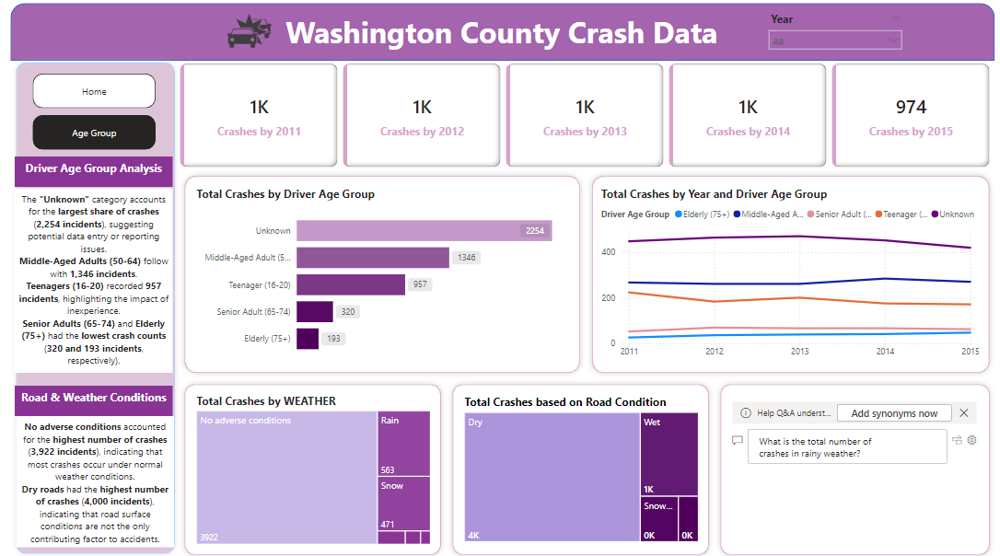 Washington County Crash Data
Year
All
Home
Age Group
1K
Crashes by 2011
1K
Crashes by 2012
1K
Crashes by 2013
1K
Crashes by 2014
974
Crashes by 2015
Driver Age Group Analysis
The "Unknown" category accounts
for the largest share of crashes
(2,254 incidents), suggesting
potential data entry or reporting
issues.
Middle-Aged Adults (50-64) follow
with 1,346 incidents.
Teenagers (16-20) recorded 957
incidents, highlighting the impact of
inexperience.
Senior Adults (65-74) and Elderly
(75+) had the lowest crash counts
(320 and 193 incidents,
respectively).
Total Crashes by Driver Age Group
Unknown
2254
Middle-Aged Adult (5...
1346
Teenager (16-20)
957
Senior Adult (65-74)
320
Elderly (75+)
193
Total Crashes by Year and Driver Age Group
Driver Age Group Elderly (75+) Middle-Aged A... Senior Adult (... Teenager (... Unknown
400
200
0
2011 2012 2013 2014 2015
Road & Weather Conditions
No adverse conditions accounted
for the highest number of crashes
(3,922 incidents), indicating that
most crashes occur under normal
weather conditions.
Dry roads had the highest number
of crashes (4,000 incidents),
indicating that road surface
conditions are not the only
contributing factor to accidents.
Total Crashes by WEATHER
No adverse conditions
3922
Rain
563
Snow
471
Total Crashes based on Road Condition
Dry
4K
Wet
1K
Snow...
0K
0K
Help Q&A underst...
Add synonyms now
What is the total number of
crashes in rainy weather?